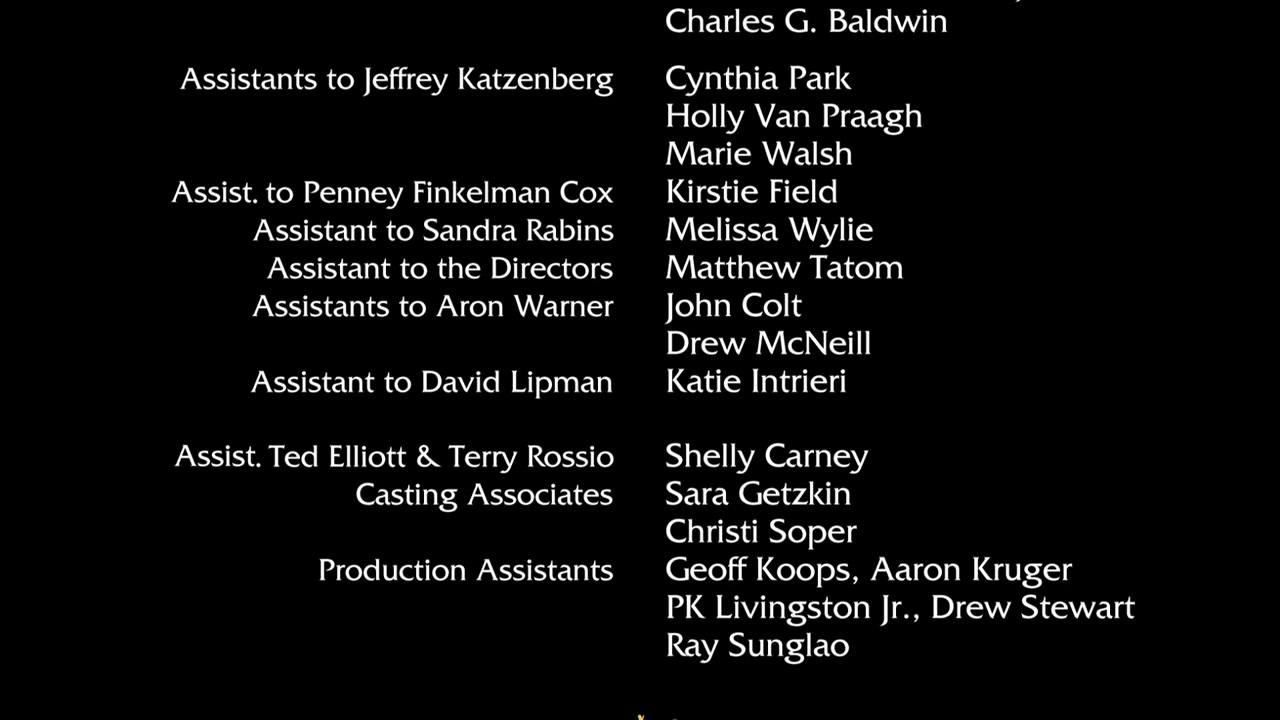 Charles G. Baldwin
Assistants to Jeffrey Katzenberg Cynthia Park
Holly Van Praagh
Marie Walsh
Assist. to Penney Finkelman Cox Kirstie Field
Assistant to Sandra Rabins Melissa Wylie
Assistant to the Directors Matthew Tatom
Assistants to Aron Warner John Colt
Drew McNeill
Assistant to David Lipman Katie Intrieri
Assist. Ted Elliott & Terry Rossio Shelly Carney
Casting Associates Sara Getzkin
Christi Soper
Production Assistants Geoff Koops, Aaron Kruger
PK Livingston Jr., Drew Stewart
Ray Sunglao